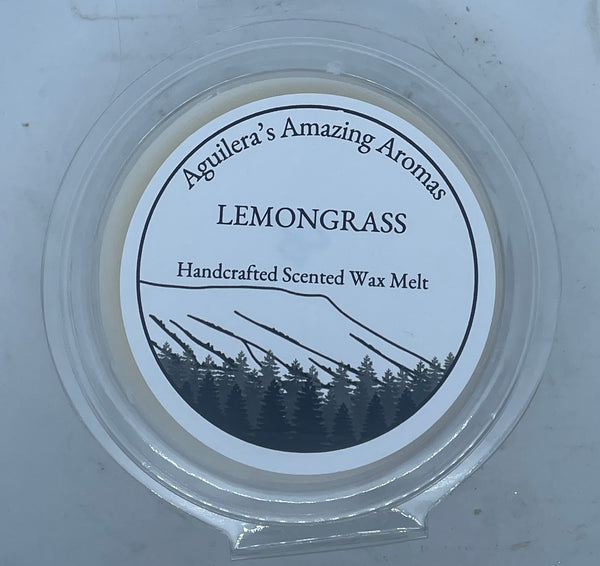 Aguilera's Amazing Aromas
LEMONGRASS
Handcrafted Scented Wax Melt